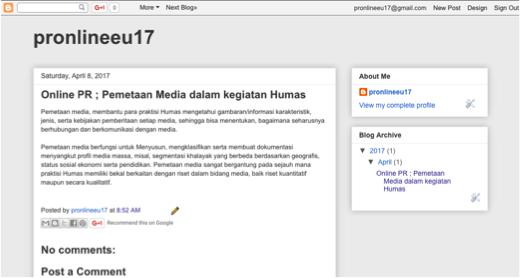 G+1 0 More Next Blog» pronlineeu17@gmail.com New Post Design Sign Out
pronlineeu17
Saturday, April 8, 2017
Online PR ; Pemetaan Media dalam kegiatan Humas
Pemetaan media, membantu para praktisi Humas mengetahui gambaran/informasi karakteristik,
jenis, serta kebijakan pemberitaan setiap media, sehingga bisa menentukan, bagaimana seharusnya
berhubungan dan berkomunikasi dengan media.
Pemetaan media berfungsi untuk Menyusun, mengklasifikan serta membuat dokumentasi
menyangkut profil media massa, misal, segmentasi khalayak yang berbeda berdasarkan geografis,
status sosial ekonomi serta pendidikan. Pemetaan media sangat bergantung pada sejauh mana
praktisi Humas memiliki bekal berkaitan dengan riset dalam bidang media, baik riset kuantitatif
maupun secara kualitatif.
Posted by pronlineeu17 at 8:52 AM
G+1 Recommend this on Google
No comments:
Post a Comment
About Me
pronlineeu17
View my complete profile
Blog Archive
▼ 2017 (1)
▼ April (1)
Online PR ; Pemetaan
Media dalam kegiatan
Humas